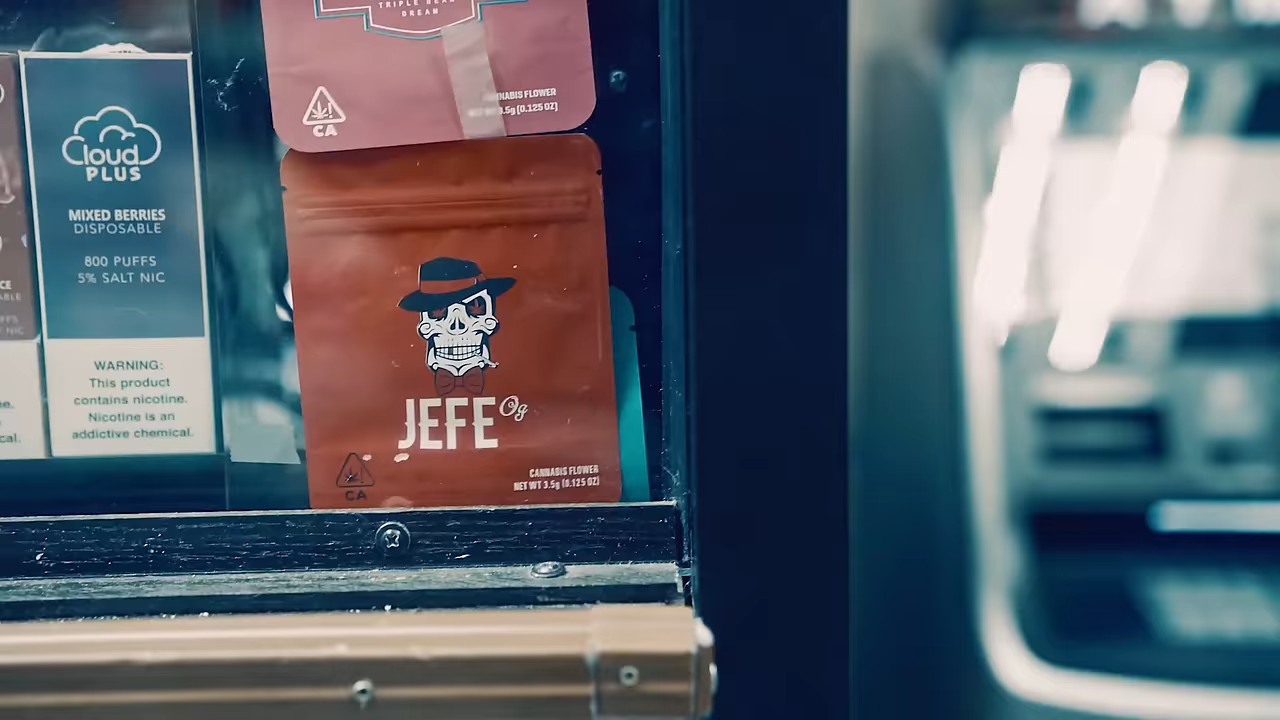 TRIPLE BEAM
DREAM
CA
CANNABIS FLOWER
NET WT 3.5g (0.125 OZ)
Cloud
PLUS
MIXED BERRIES
DISPOSABLE
800 PUFFS
5% SALT NIC
WARNING:
This product
contains nicotine.
Nicotine is an
addictive chemical.
JEFE Og
CA
CANNABIS FLOWER
NET WT 3.5g (0.125 OZ)